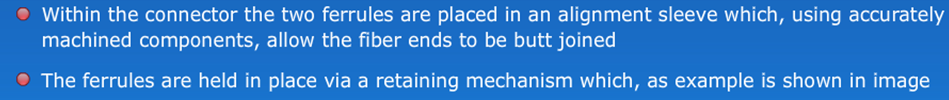 Within the connector the two ferrules are placed in an alignment sleeve which, using accurately
machined components, allow the fiber ends to be butt joined
The ferrules are held in place via a retaining mechanism which, as example is shown in image